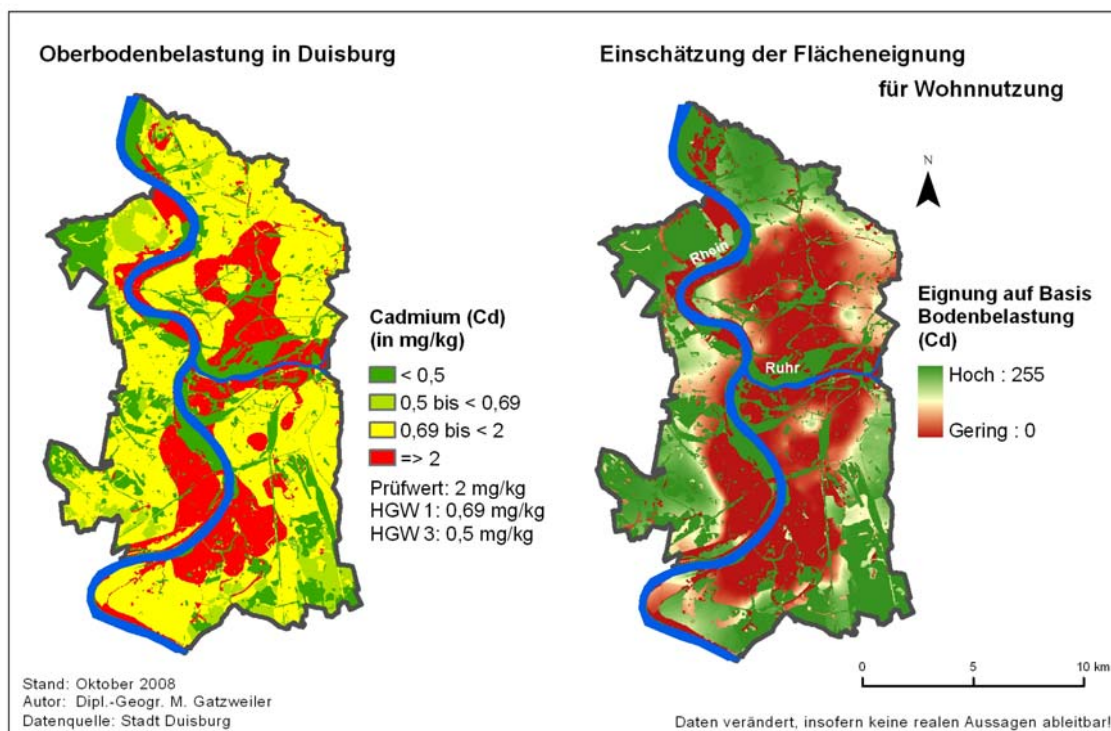 Oberbodenbelastung in Duisburg
Cadmium (Cd)
(in mg/kg)
< 0,5
0,5 bis < 0,69
0,69 bis < 2
=> 2
Prüfwert: 2 mg/kg
HGW 1: 0,69 mg/kg
HGW 3: 0,5 mg/kg
Stand: Oktober 2008
Autor: Dipl.-Geogr. M. Gatzweiler
Datenquelle: Stadt Duisburg
Einschätzung der Flächeneignung
für Wohnnutzung
N
Rhein
Ruhr
Eignung auf Basis
Bodenbelastung
(Cd)
Hoch : 255
Gering : 0
0 5 10 km
Daten verändert, insofern keine realen Aussagen ableitbar!